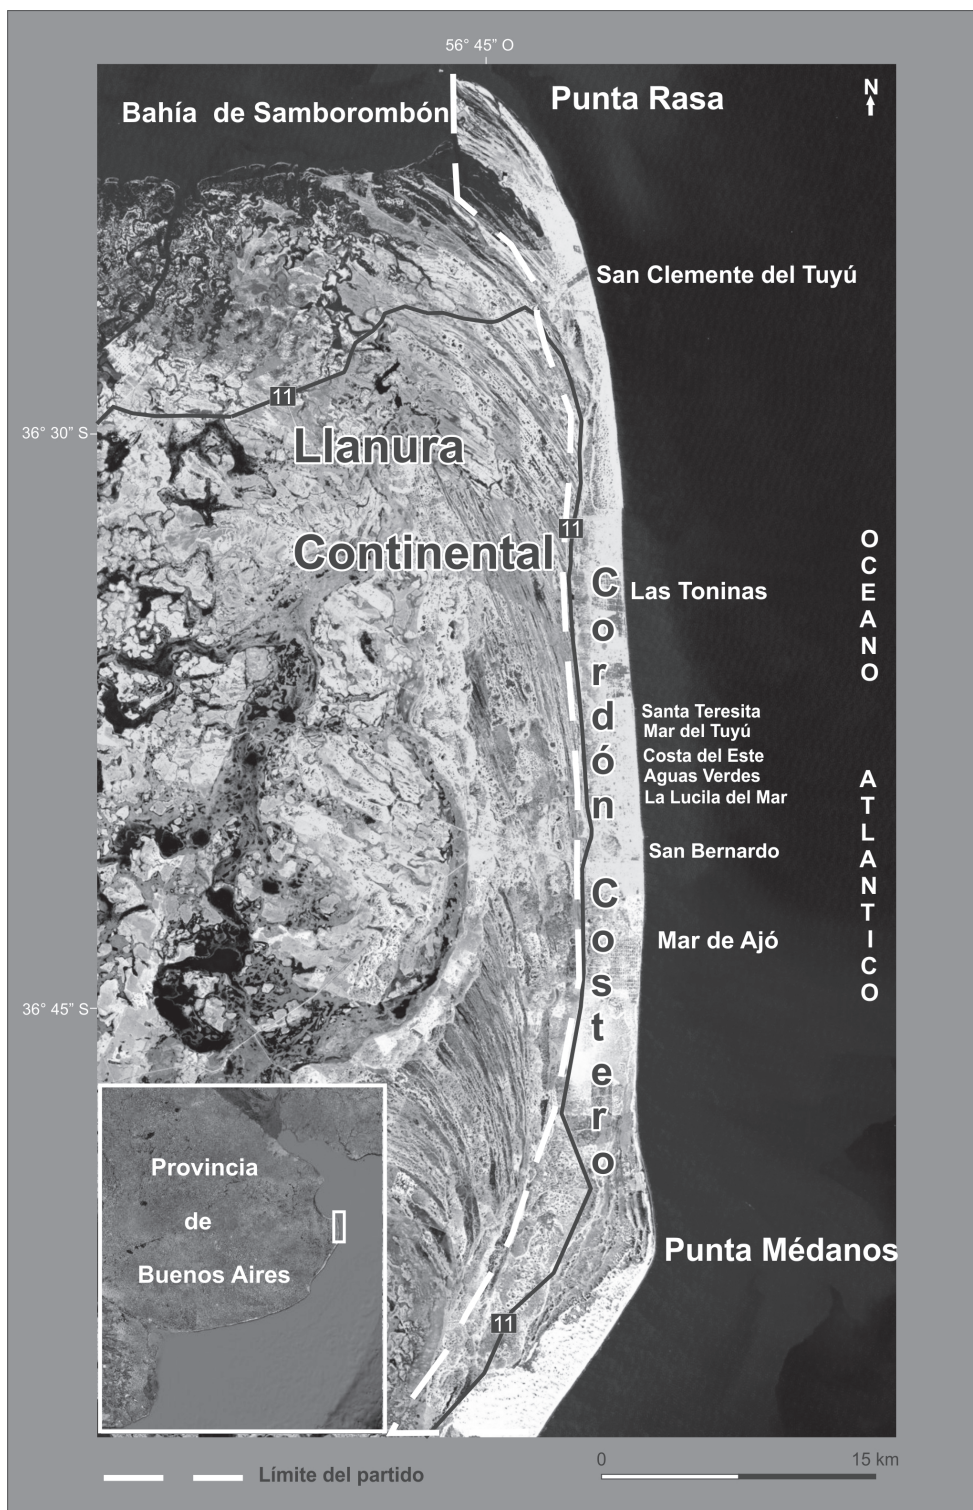 56° 45” O
Bahía de Samborombón
Punta Rasa
N
San Clemente del Tuyú
11
36° 30” S
Llanura
Continental
11
OCEANO
Cordón
Las Toninas
Santa Teresita
Mar del Tuyú
Costa del Este
Aguas Verdes
La Lucila del Mar
ATLANTICO
San Bernardo
Costero
Mar de Ajó
36° 45” S
Provincia
de
Buenos Aires
Punta Médanos
11
Límite del partido
0 15 km